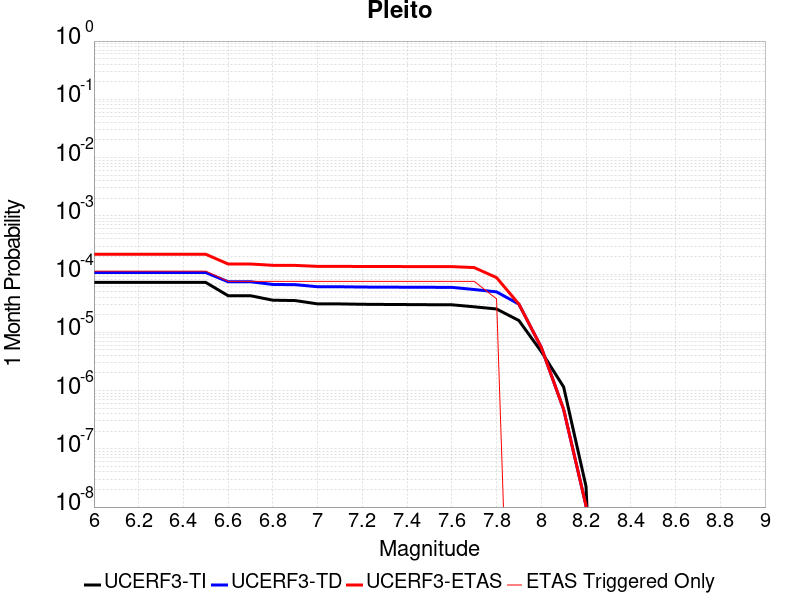 Pleito
10^0
10^-1
10^-2
10^-3
10^-4
10^-5
10^-6
10^-7
10^-8
1 Month Probability
6 6.2 6.4 6.6 6.8 7 7.2 7.4 7.6 7.8 8 8.2 8.4 8.6 8.8 9
Magnitude
UCERF3-TI UCERF3-TD UCERF3-ETAS ETAS Triggered Only